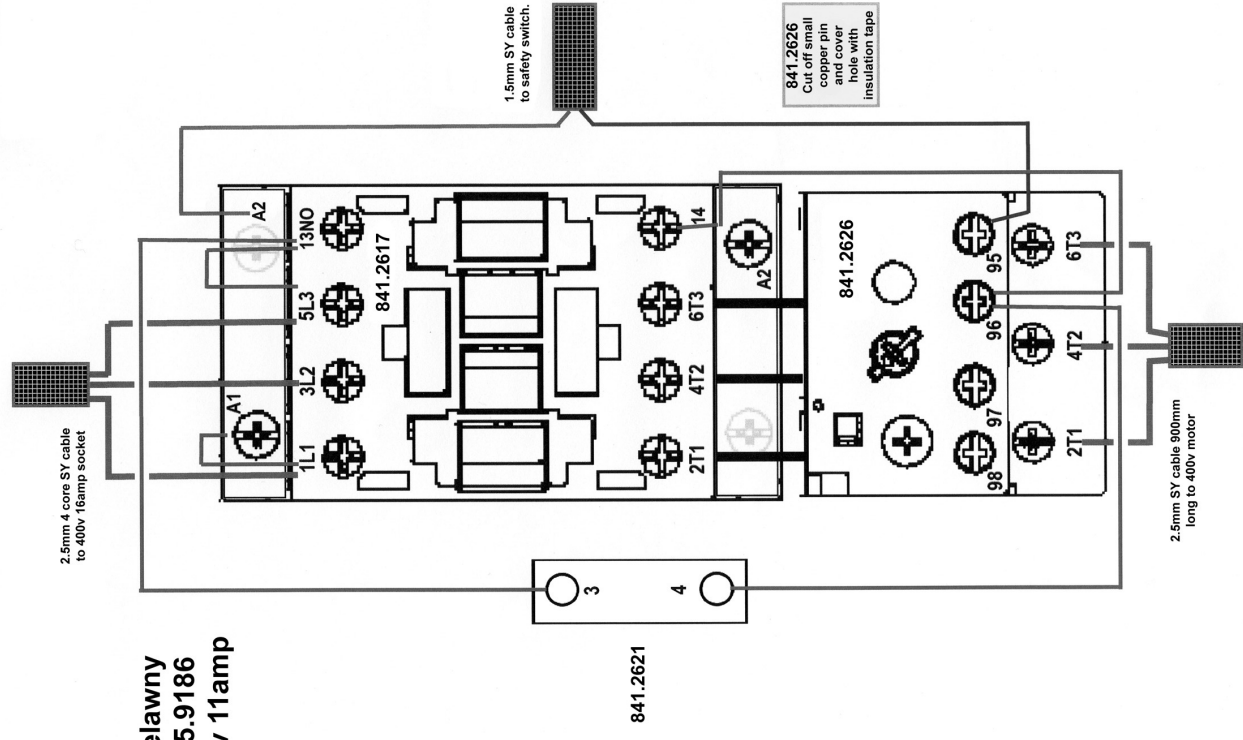 2.5mm 4 core SY cable
to 400v 16amp socket
1.5mm SY cable
to safety switch.
841.2626
Cut off small
copper pin
and cover
hole with
insulation tape
A1
A2
1L1
3L2
5L3
13NO
841.2617
2T1
4T2
6T3
14
A2
841.2626
98
97
96
95
2T1
4T2
6T3
2.5mm SY cable 900mm
long to 400v motor
3
4
841.2621
11amp